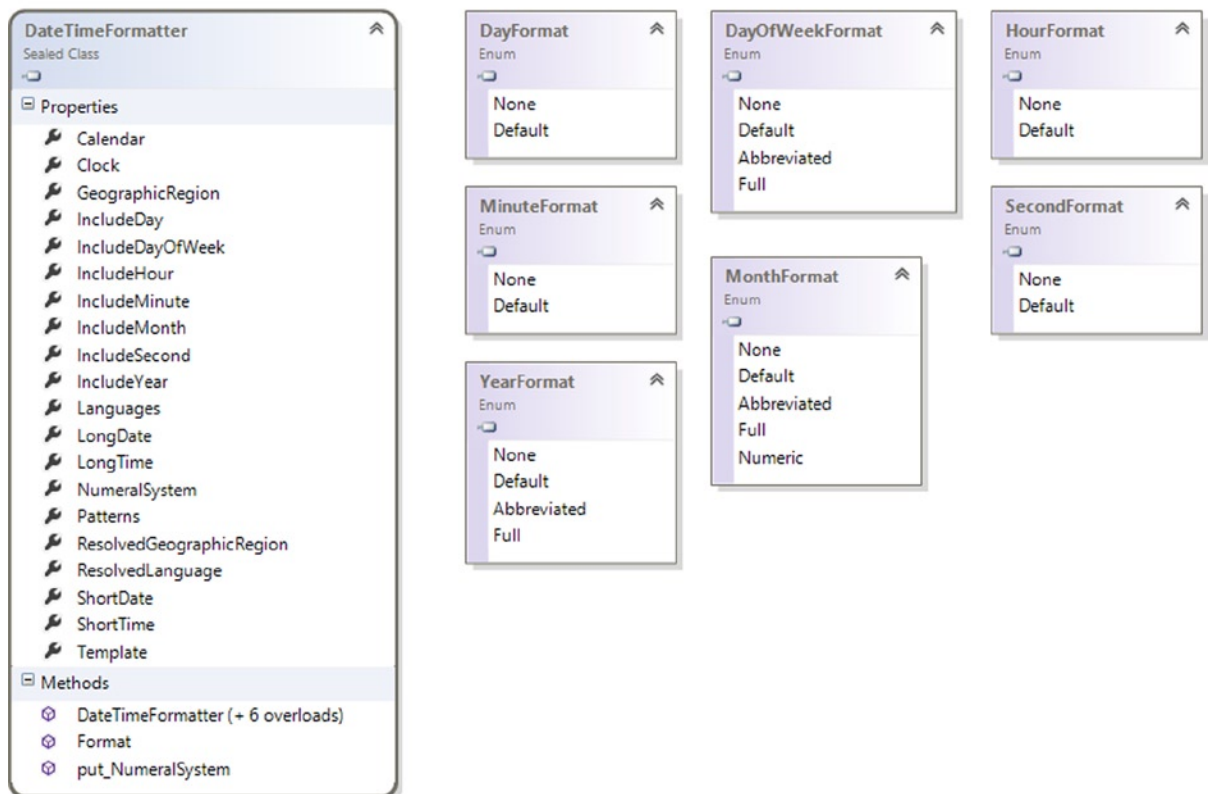 DateTimeFormatter
Sealed Class
Properties
Calendar
Clock
GeographicRegion
IncludeDay
IncludeDayOfWeek
IncludeHour
IncludeMinute
IncludeMonth
IncludeSecond
IncludeYear
Languages
LongDate
LongTime
NumeralSystem
Patterns
ResolvedGeographicRegion
ResolvedLanguage
ShortDate
ShortTime
Template
Methods
DateTimeFormatter (+ 6 overloads)
Format
put_NumeralSystem
DayFormat
Enum
None
Default
MinuteFormat
Enum
None
Default
YearFormat
Enum
None
Default
Abbreviated
Full
DayOfWeekFormat
Enum
None
Default
Abbreviated
Full
MonthFormat
Enum
None
Default
Abbreviated
Full
Numeric
HourFormat
Enum
None
Default
SecondFormat
Enum
None
Default